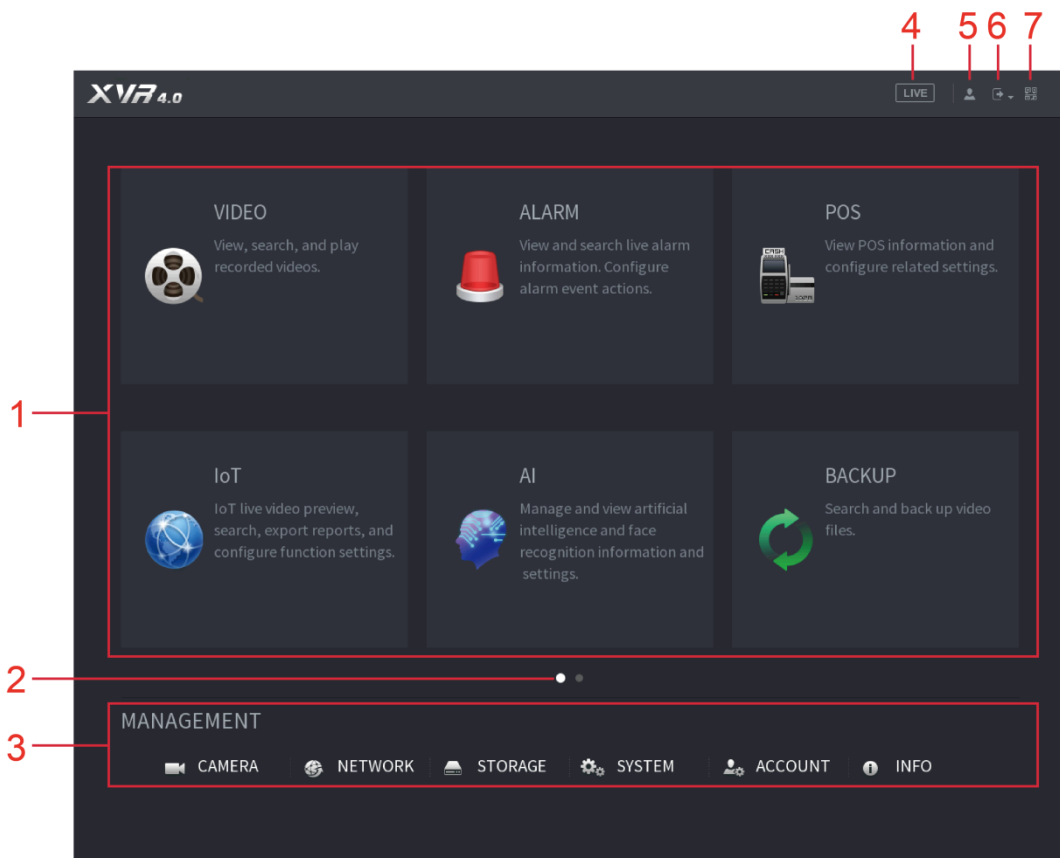 4 5 6 7
XVR 4.0
LIVE
1
VIDEO
View, search, and play
recorded videos.
ALARM
View and search live alarm
information. Configure
alarm event actions.
POS
View POS information and
configure related settings.
CASH
IoT
IoT live video preview,
search, export reports, and
configure function settings.
AI
Manage and view artificial
intelligence and face
recognition information and
settings.
BACKUP
Search and back up video
files.
2
3
MANAGEMENT
CAMERA NETWORK STORAGE SYSTEM ACCOUNT INFO